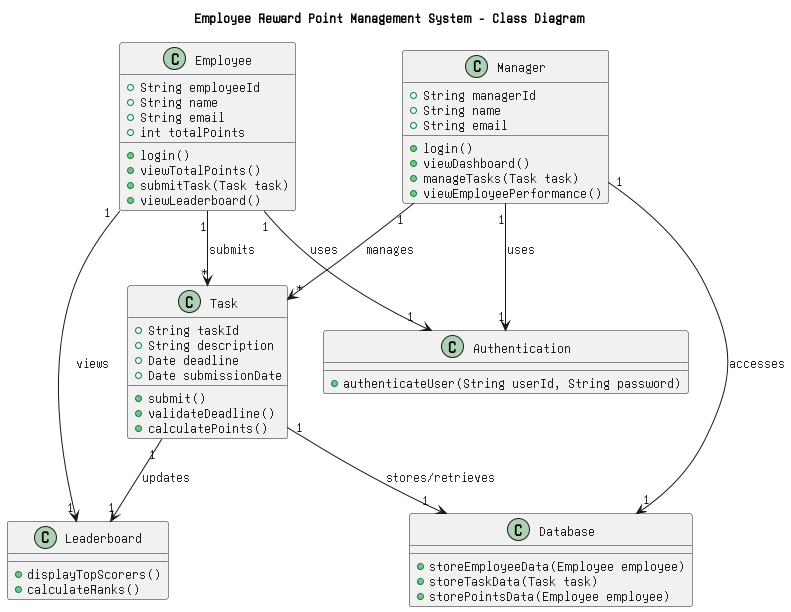 Employee Reward Point Management System - Class Diagram
C Employee
String employeeId
String name
String email
int totalPoints
login()
viewTotalPoints()
submitTask(Task task)
viewLeaderboard()
C Manager
String managerId
String name
String email
login()
viewDashboard()
manageTasks(Task task)
viewEmployeePerformance()
1
1
1
1
1
1
submits
uses
manages
uses
*
*
1
1
C Task
String taskId
String description
Date deadline
Date submissionDate
submit()
validateDeadline()
calculatePoints()
C Authentication
authenticateUser(String userId, String password)
views
accesses
1
1
updates
stores/retrieves
1
1
1
1
C Leaderboard
displayTopScorers()
calculateRanks()
C Database
storeEmployeeData(Employee employee)
storeTaskData(Task task)
storePointsData(Employee employee)